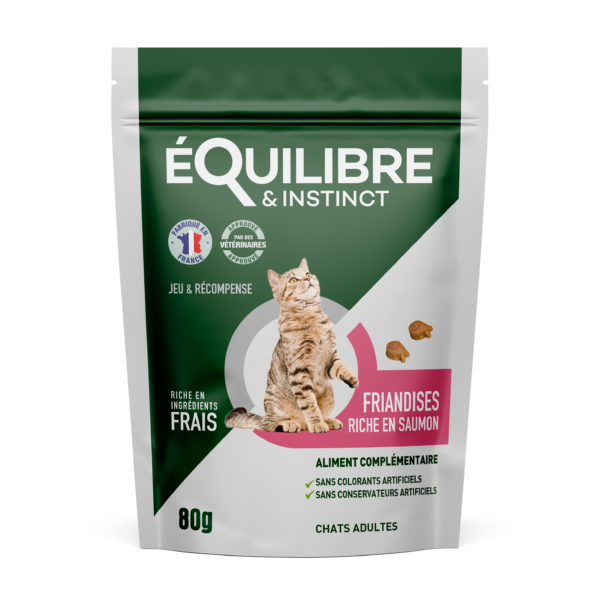 ÉQUILIBRE
& INSTINCT
FABRIQUÉ EN
FRANCE
APPROUVÉ
PAR DES
VÉTÉRINAIRES
APPROUVÉ
JEU & RÉCOMPENSE
RICHE EN
INGRÉDIENTS
FRAIS
FRIANDISES
RICHE EN SAUMON
ALIMENT COMPLÉMENTAIRE
SANS COLORANTS ARTIFICIELS
SANS CONSERVATEURS ARTIFICIELS
80g
CHATS ADULTES